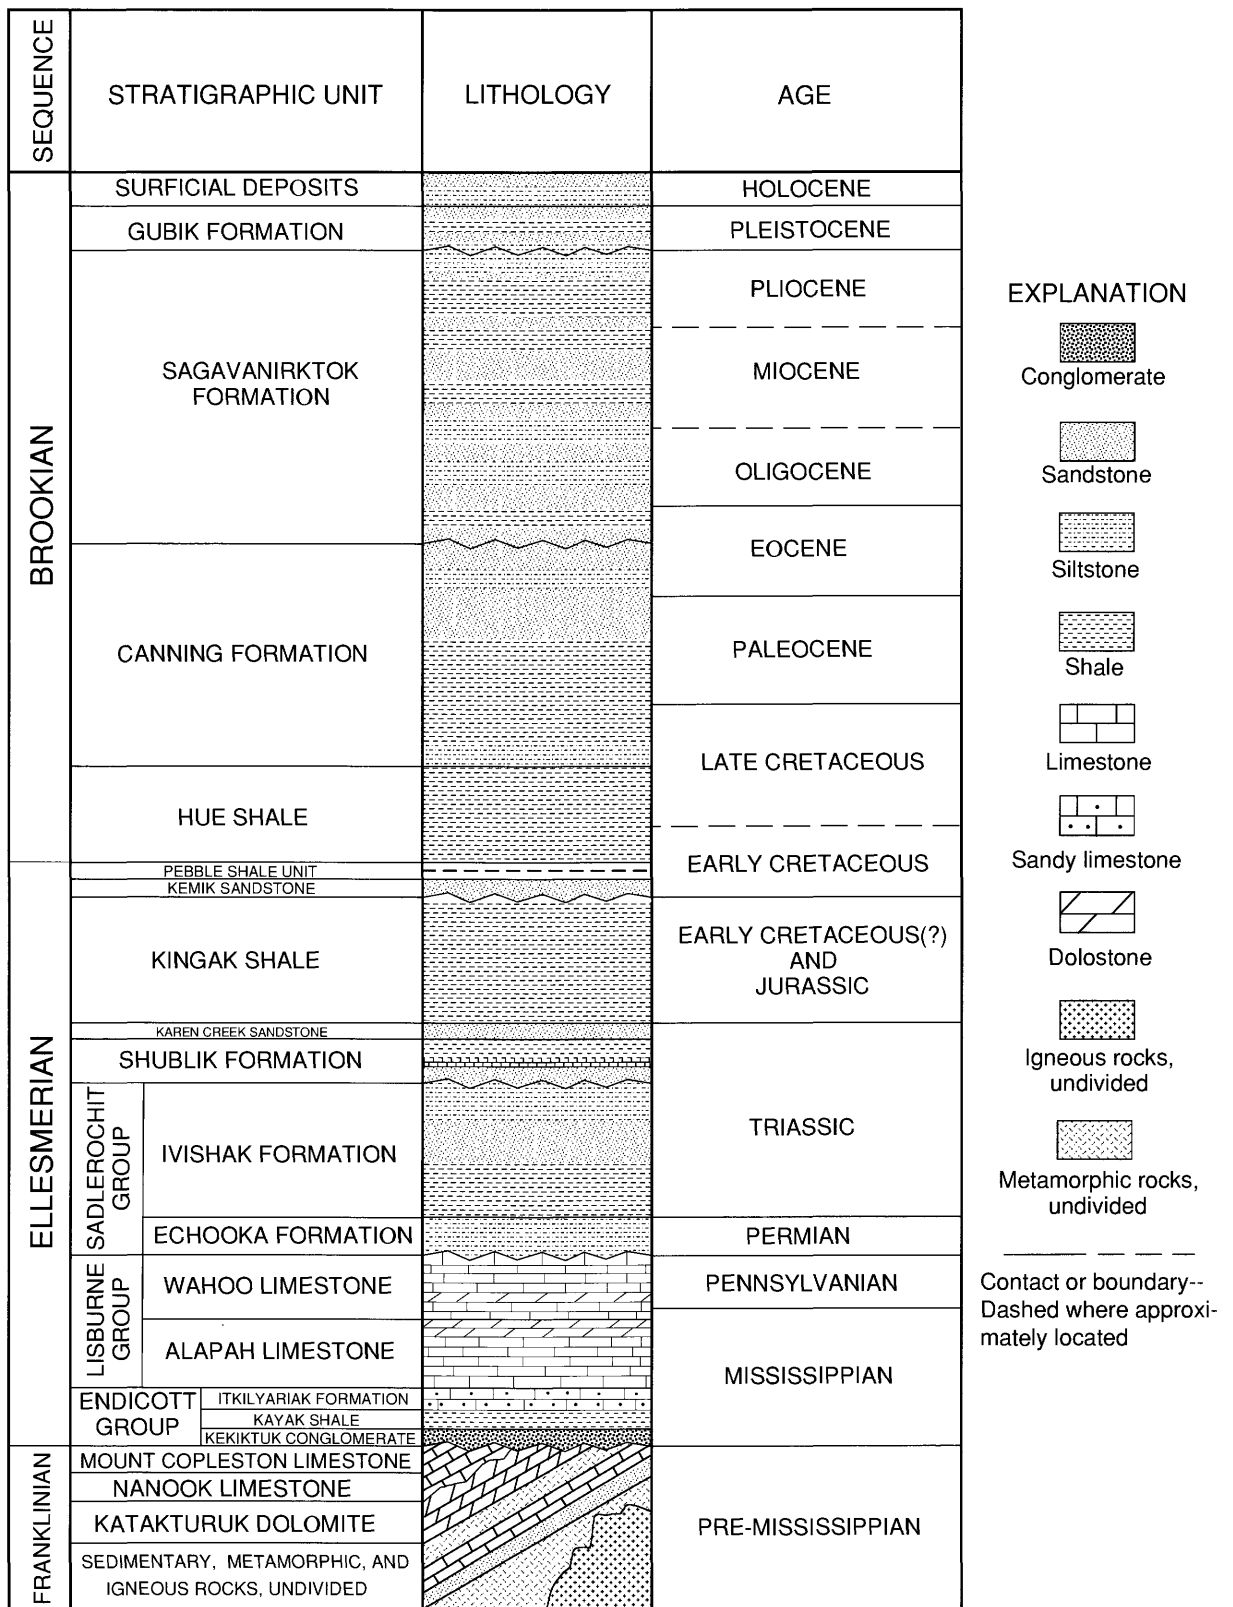 SEQUENCE
STRATIGRAPHIC UNIT
LITHOLOGY
AGE
BROOKIAN
SURFICIAL DEPOSITS
HOLOCENE
GUBIK FORMATION
PLEISTOCENE
SAGAVANIRKTOK
FORMATION
PLIOCENE
MIOCENE
OLIGOCENE
EOCENE
CANNING FORMATION
PALEOCENE
LATE CRETACEOUS
HUE SHALE
EARLY CRETACEOUS
ELLESMERIAN
PEBBLE SHALE UNIT
KEMIK SANDSTONE
KINGAK SHALE
EARLY CRETACEOUS(?)
AND
JURASSIC
KAREN CREEK SANDSTONE
SHUBLIK FORMATION
TRIASSIC
SADLEROCHIT
GROUP
IVISHAK FORMATION
ECHOOKA FORMATION
PERMIAN
LISBURNE
GROUP
WAHOO LIMESTONE
PENNSYLVANIAN
ALAPAH LIMESTONE
MISSISSIPPIAN
ENDICOTT
GROUP
ITKILYARIAK FORMATION
KAYAK SHALE
KEKIKTUK CONGLOMERATE
FRANKLINIAN
MOUNT COPLESTON LIMESTONE
NANOOK LIMESTONE
KATAKTURUK DOLOMITE
SEDIMENTARY, METAMORPHIC, AND
IGNEOUS ROCKS, UNDIVIDED
PRE-MISSISSIPPIAN
EXPLANATION
Conglomerate
Sandstone
Siltstone
Shale
Limestone
Sandy limestone
Dolostone
Igneous rocks,
undivided
Metamorphic rocks,
undivided
Contact or boundary--
Dashed where approxi-
mately located